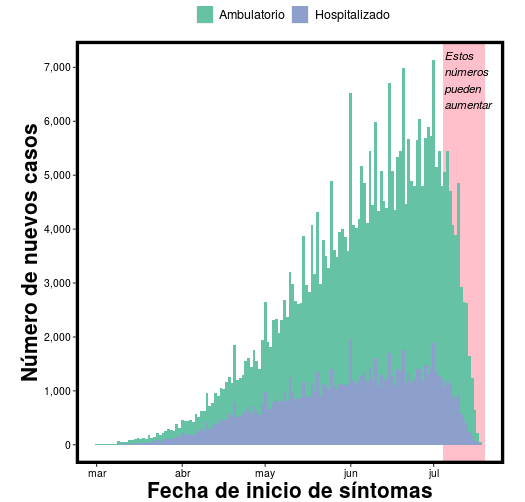 Ambulatorio Hospitalizado
Estos
números
pueden
aumentar
7,000
6,000
5,000
4,000
3,000
2,000
1,000
0
Número de nuevos casos
mar abr may jun jul
Fecha de inicio de síntomas